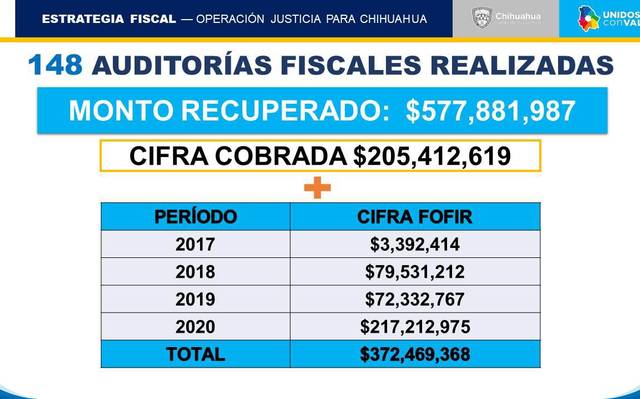 ESTRATEGIA FISCAL — OPERACIÓN JUSTICIA PARA CHIHUAHUA
Chihuahua
UNIDOS
conVAL
148 AUDITORÍAS FISCALES REALIZADAS
MONTO RECUPERADO: $577,881,987
CIFRA COBRADA $205,412,619
+
PERÍODO CIFRA FOFIR
2017 $3,392,414
2018 $79,531,212
2019 $72,332,767
2020 $217,212,975
TOTAL $372,469,368